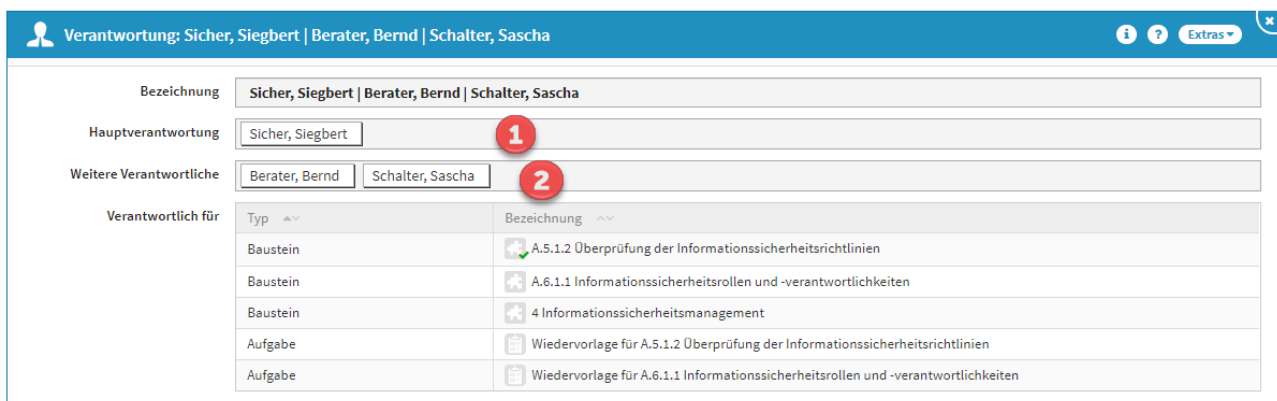 Verantwortung: Sicher, Siegbert | Berater, Bernd | Schalter, Sascha i ? Extras
Bezeichnung Sicher, Siegbert | Berater, Bernd | Schalter, Sascha
Hauptverantwortung Sicher, Siegbert 1
Weitere Verantwortliche Berater, Bernd Schalter, Sascha 2
Verantwortlich für Typ Bezeichnung
Baustein A.5.1.2 Überprüfung der Informationssicherheitsrichtlinien
Baustein A.6.1.1 Informationssicherheitsrollen und -verantwortlichkeiten
Baustein 4 Informationssicherheitsmanagement
Aufgabe Wiedervorlage für A.5.1.2 Überprüfung der Informationssicherheitsrichtlinien
Aufgabe Wiedervorlage für A.6.1.1 Informationssicherheitsrollen und -verantwortlichkeiten